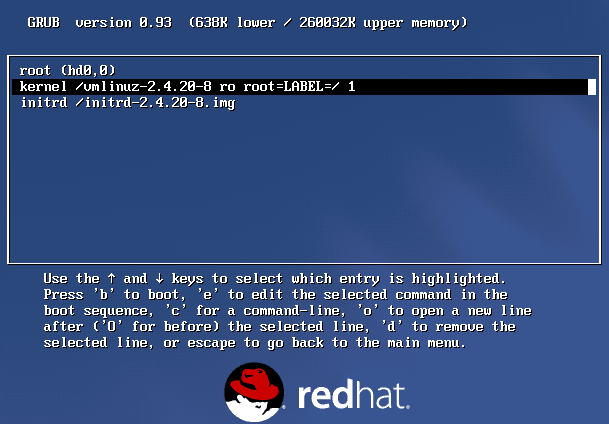 GRUB version 0.93 (638K lower / 260032K upper memory)
root (hd0,0)
kernel /vmlinuz-2.4.20-8 ro root=LABEL=/ 1
initrd /initrd-2.4.20-8.img
Use the ↑ and ↓ keys to select which entry is highlighted.
Press 'b' to boot, 'e' to edit the selected command in the
boot sequence, 'c' for a command-line, 'o' to open a new line
after ('O' for before) the selected line, 'd' to remove the
selected line, or escape to go back to the main menu.
redhat.